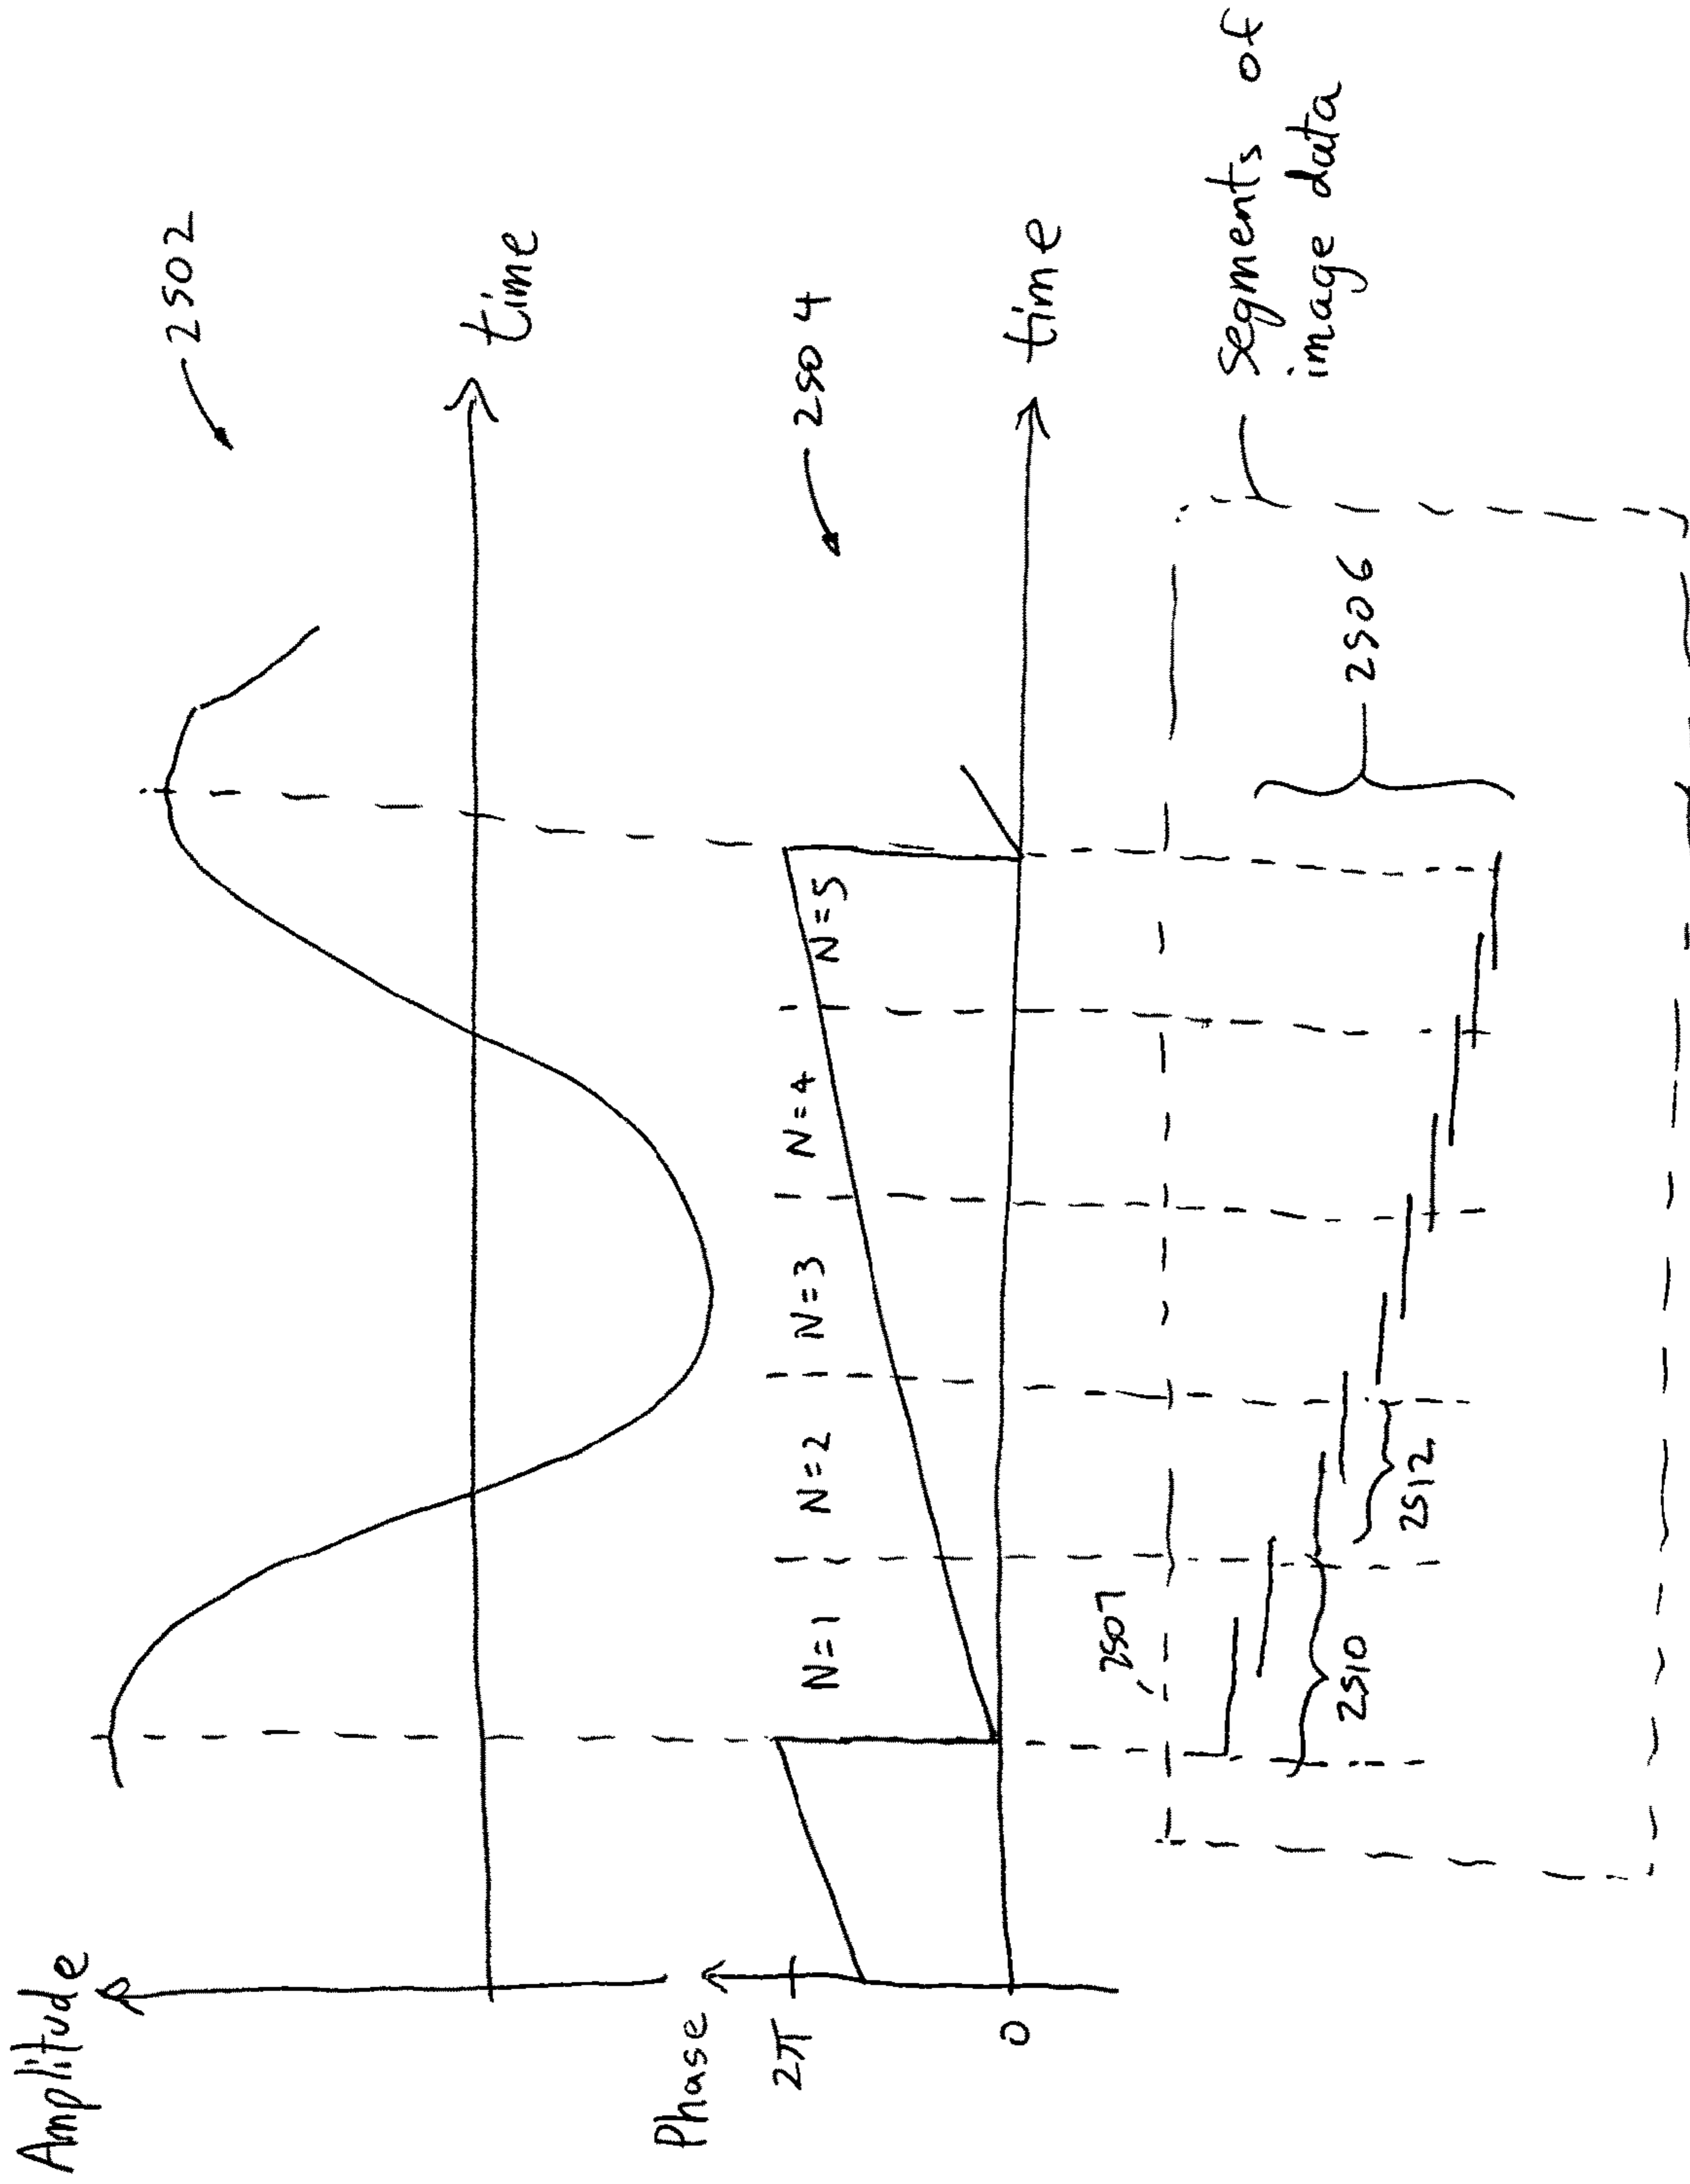 Amplitude
2502
time
Phase
2π
2504
N=1
N=2
N=3
N=4
N=5
0
time
2507
Segments of
image data
2506
2510
2512